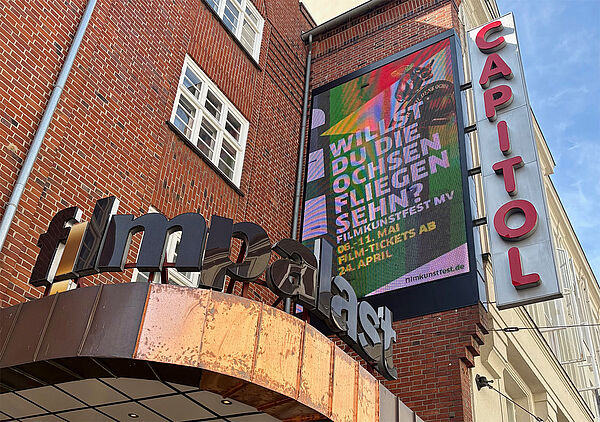 CAPITOL
WILLST
DU DIE
OCHSEN
FLIEGEN
SEHN?
FILMKUNSTFEST MV
06.-11. MAI
FILM-TICKETS AB
24. APRIL
filmkunstfest.de
filmpalast